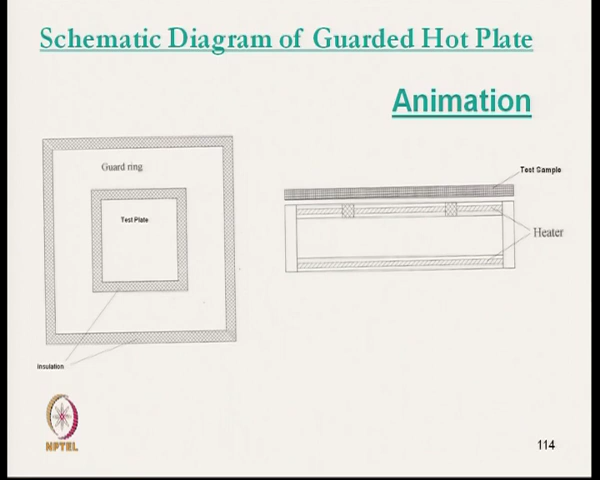 Schematic Diagram of Guarded Hot Plate
Animation
Guard ring
Test Plate
Insulation
Test Sample
Heater
NPTEL
114